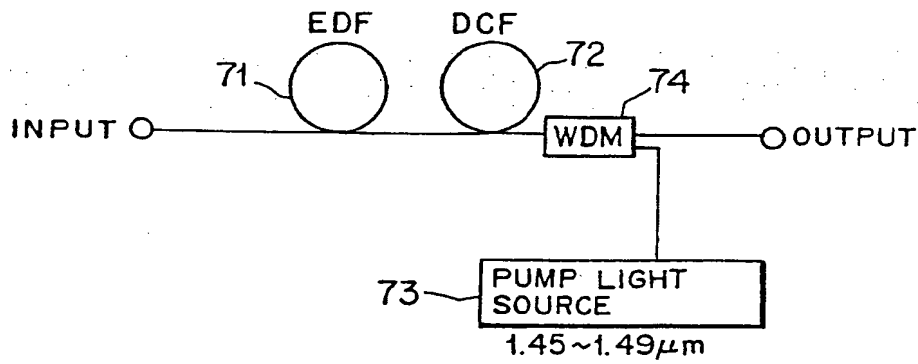 EDF
DCF
71
72
74
INPUT
WDM
OUTPUT
73
PUMP LIGHT
SOURCE
1.45~1.49μm